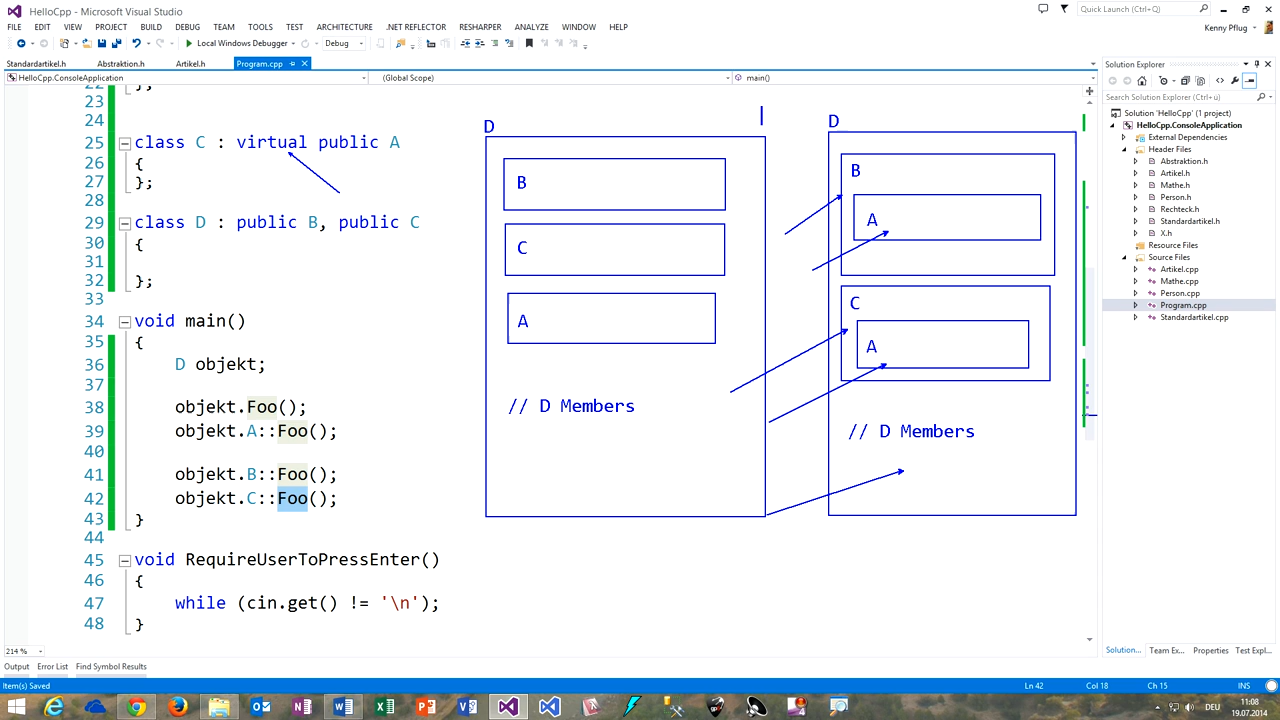 HelloCpp - Microsoft Visual Studio
Quick Launch (Ctrl+Q)
FILE EDIT VIEW PROJECT BUILD DEBUG TEAM TOOLS TEST ARCHITECTURE .NET REFLECTOR RESHARPER ANALYZE WINDOW HELP
Kenny Pflug
Local Windows Debugger
Debug
Standardartikel.h Abstraktion.h Artikel.h Program.cpp
HelloCpp.ConsoleApplication (Global Scope) main()
22 };
23
24
25 class C : virtual public A
26 {
27 };
28
29 class D : public B, public C
30 {
31
32 };
33
34 void main()
35 {
36 D objekt;
37
38 objekt.Foo();
39 objekt.A::Foo();
40
41 objekt.B::Foo();
42 objekt.C::Foo();
43 }
44
45 void RequireUserToPressEnter()
46 {
47 while (cin.get() != '\n');
48 }
D
B
C
A
// D Members
D
B
A
C
A
// D Members
Solution Explorer
Search Solution Explorer (Ctrl+ü)
Solution 'HelloCpp' (1 project)
HelloCpp.ConsoleApplication
External Dependencies
Header Files
Abstraktion.h
Artikel.h
Mathe.h
Person.h
Rechteck.h
Standardartikel.h
X.h
Resource Files
Source Files
Artikel.cpp
Mathe.cpp
Person.cpp
Program.cpp
Standardartikel.cpp
214 %
Solution... Team Ex... Properties Test Expl...
Output Error List Find Symbol Results
Item(s) Saved
Ln 42 Col 18 Ch 15 INS
DEU
11:08
19.07.2014